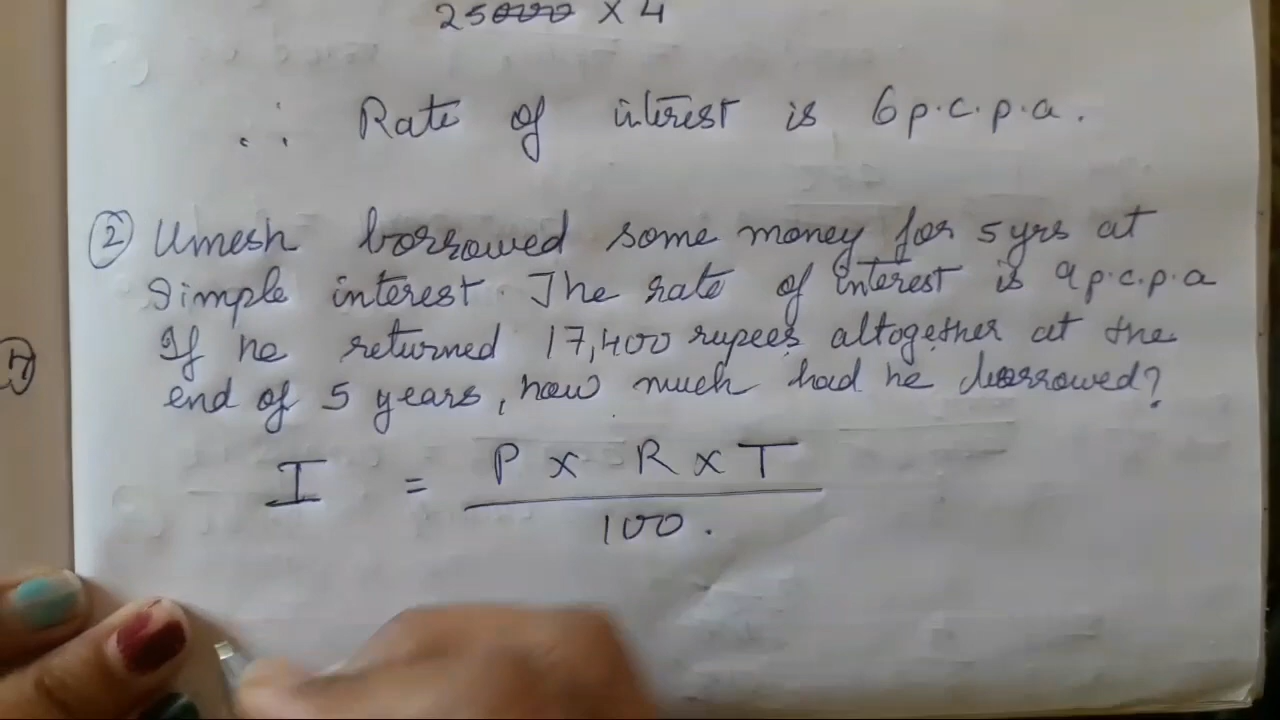 25000 × 4
∴ Rate of interest is 6 p.c.p.a.
② Umesh borrowed some money for 5 yrs at
simple interest. The rate of interest is 9 p.c.p.a
If he returned 17,400 rupees altogether at the
end of 5 years, how much had he borrowed?
I = P × R × T
100.